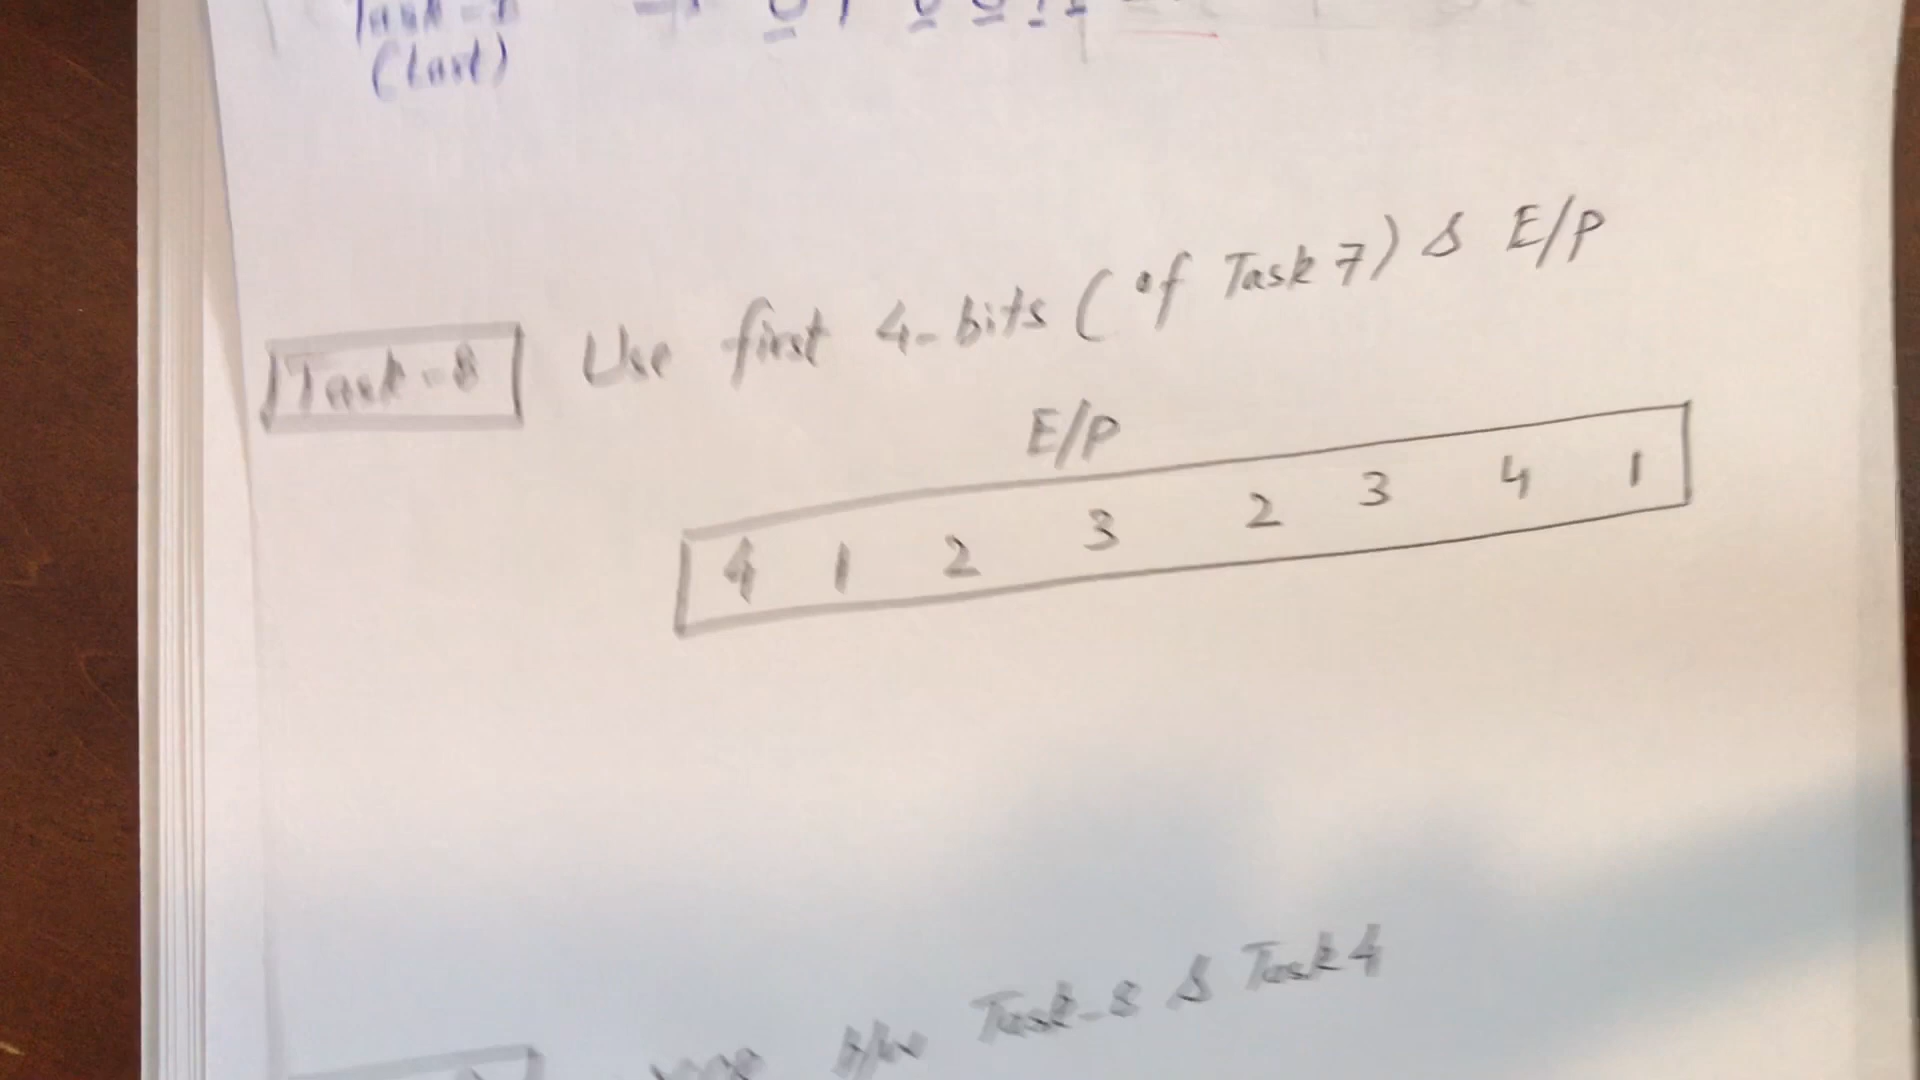 (last)
Task-8 Use first 4-bits (of Task 7) & E/P
E/P
4 1 2 3 2 3 4 1
Task-8 & Task 4